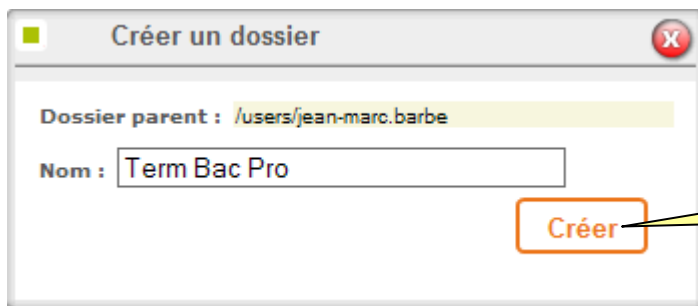 Créer un dossier
Dossier parent : /users/jean-marc.barbe
Nom : Term Bac Pro
Créer